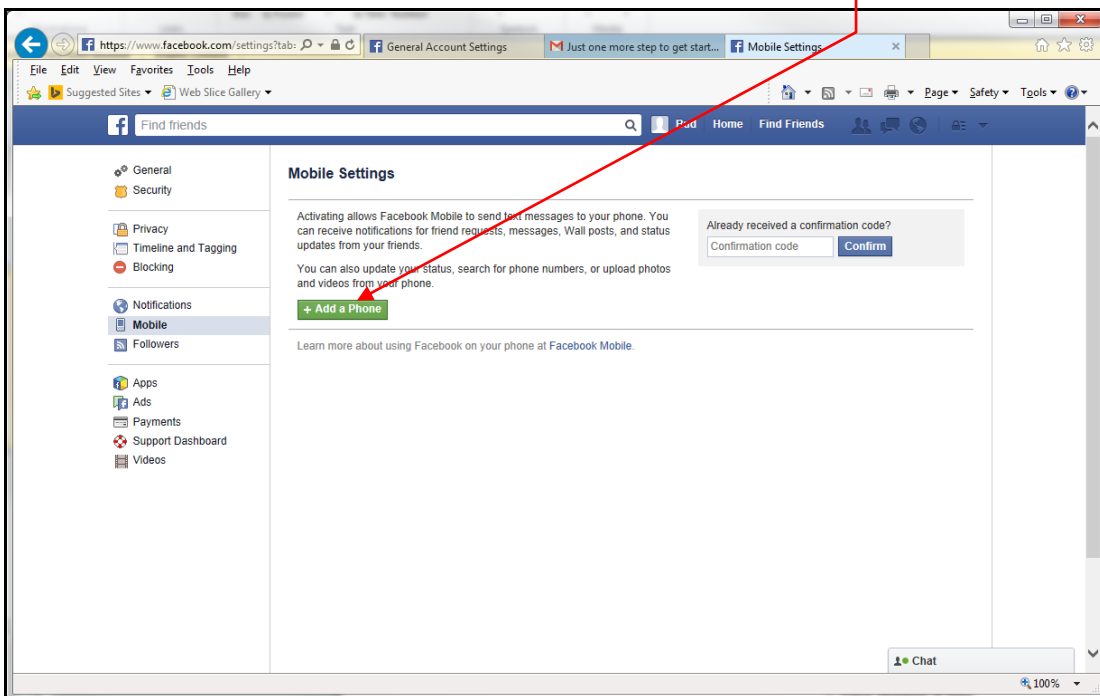 https://www.facebook.com/settings?tab:
General Account Settings
Just one more step to get start...
Mobile Settings
File Edit View Favorites Tools Help
Suggested Sites
Web Slice Gallery
Page Safety Tools
Find friends
Home Find Friends
General
Security
Privacy
Timeline and Tagging
Blocking
Notifications
Mobile
Followers
Apps
Ads
Payments
Support Dashboard
Videos
Mobile Settings
Activating allows Facebook Mobile to send text messages to your phone. You
can receive notifications for friend requests, messages, Wall posts, and status
updates from your friends.
You can also update your status, search for phone numbers, or upload photos
and videos from your phone.
+ Add a Phone
Learn more about using Facebook on your phone at Facebook Mobile.
Already received a confirmation code?
Confirmation code
Confirm
Chat
100%